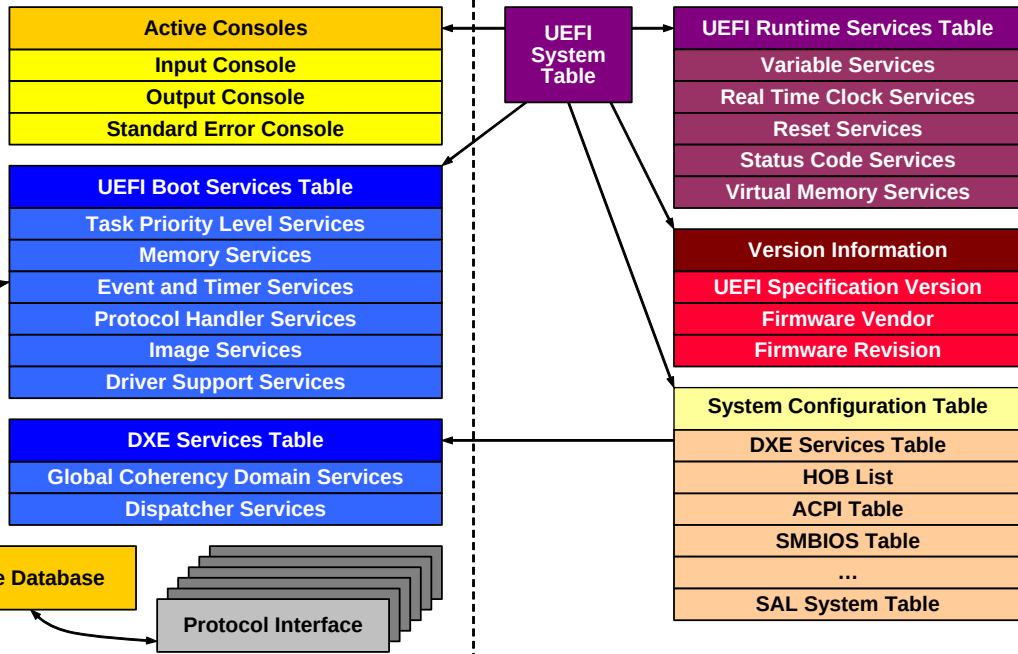 Active Consoles
Input Console
Output Console
Standard Error Console
UEFI Boot Services Table
Task Priority Level Services
Memory Services
Event and Timer Services
Protocol Handler Services
Image Services
Driver Support Services
DXE Services Table
Global Coherency Domain Services
Dispatcher Services
e Database
Protocol Interface
UEFI
System
Table
UEFI Runtime Services Table
Variable Services
Real Time Clock Services
Reset Services
Status Code Services
Virtual Memory Services
Version Information
UEFI Specification Version
Firmware Vendor
Firmware Revision
System Configuration Table
DXE Services Table
HOB List
ACPI Table
SMBIOS Table
...
SAL System Table